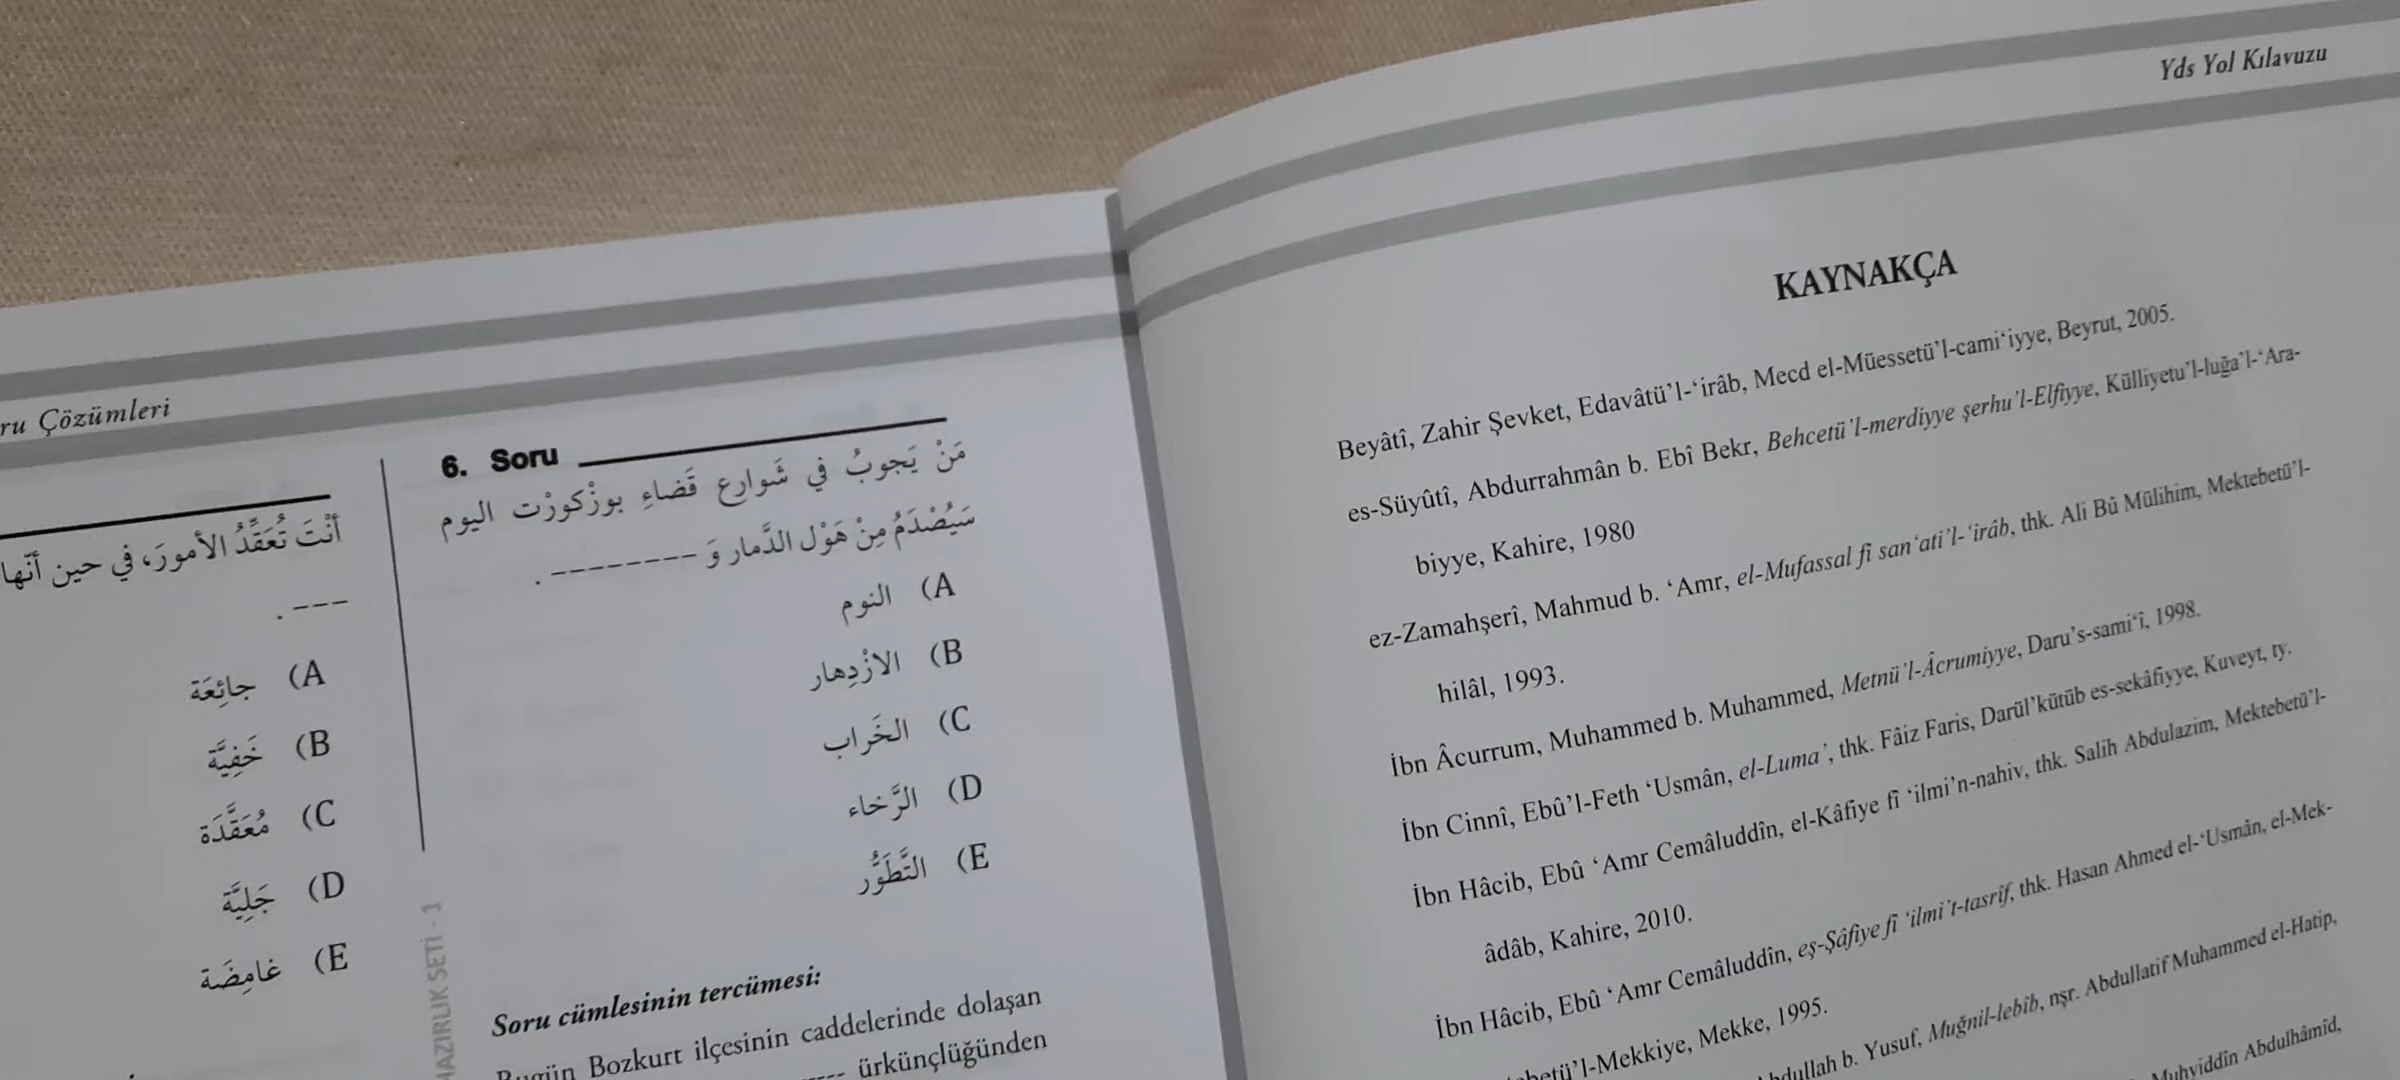 ru Çözümleri
أنْتَ تُعَقِّدُ الأمورَ، في حين أنّها
--- .
A) جائِعَة
B) خَفِيَّة
C) مُعَقَّدَة
D) جَلِيَّة
E) غامِضَة
HAZIRLIK SETİ - 1
6. Soru
مَنْ يَجوبُ في شَوارِع قَضاءِ بوزْكورْت اليوم
سَيُصْدَمُ مِنْ هَوْل الدَّمار وَ -------- .
A) النوم
B) الازْدِهار
C) الخَراب
D) الرَّخاء
E) التَّطَوُّر
Soru cümlesinin tercümesi:
Bugün Bozkurt ilçesinin caddelerinde dolaşan
---- ürkünçlüğünden
Yds Yol Kılavuzu
KAYNAKÇA
Beyâtî, Zahir Şevket, Edavâtü’l-‘irâb, Mecd el-Müessetü’l-cami‘iyye, Beyrut, 2005.
es-Süyûtî, Abdurrahmân b. Ebî Bekr, Behcetü’l-merdiyye şerhu’l-Elfiyye, Külliyetu’l-luğa’l-‘Ara-
biyye, Kahire, 1980
ez-Zamahşerî, Mahmud b. ‘Amr, el-Mufassal fî san‘ati’l-‘irâb, thk. Ali Bû Mülihim, Mektebetü’l-
hilâl, 1993.
İbn Âcurrum, Muhammed b. Muhammed, Metnü’l-Âcrumiyye, Daru’s-sami‘î, 1998.
İbn Cinnî, Ebû’l-Feth ‘Usmân, el-Luma’, thk. Fâiz Faris, Darül’kütüb es-sekâfiyye, Kuveyt, ty.
İbn Hâcib, Ebû ‘Amr Cemâluddîn, el-Kâfiye fî ‘ilmi’n-nahiv, thk. Salih Abdulazim, Mektebetü’l-
âdâb, Kahire, 2010.
İbn Hâcib, Ebû ‘Amr Cemâluddîn, eş-Şâfiye fî ‘ilmi’t-tasrîf, thk. Hasan Ahmed el-‘Usmân, el-Mek-
betü’l-Mekkiye, Mekke, 1995.
bdullah b. Yusuf, Muğnil-lebîb, nşr. Abdullatif Muhammed el-Hatip,
Muhyiddîn Abdulhâmîd,